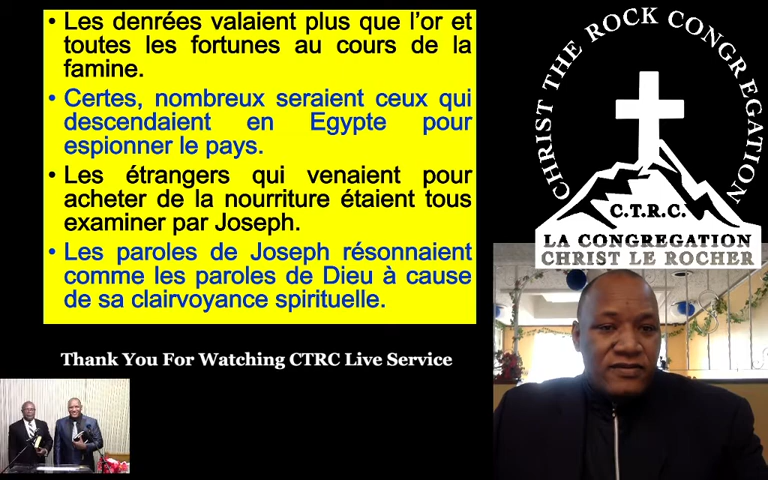 • Les denrées valaient plus que l’or et
toutes les fortunes au cours de la
famine.
• Certes, nombreux seraient ceux qui
descendaient en Egypte pour
espionner le pays.
• Les étrangers qui venaient pour
acheter de la nourriture étaient tous
examiner par Joseph.
• Les paroles de Joseph résonnaient
comme les paroles de Dieu à cause
de sa clairvoyance spirituelle.
CHRIST THE ROCK CONGREGATION
C.T.R.C.
LA CONGREGATION
CHRIST LE ROCHER
Thank You For Watching CTRC Live Service